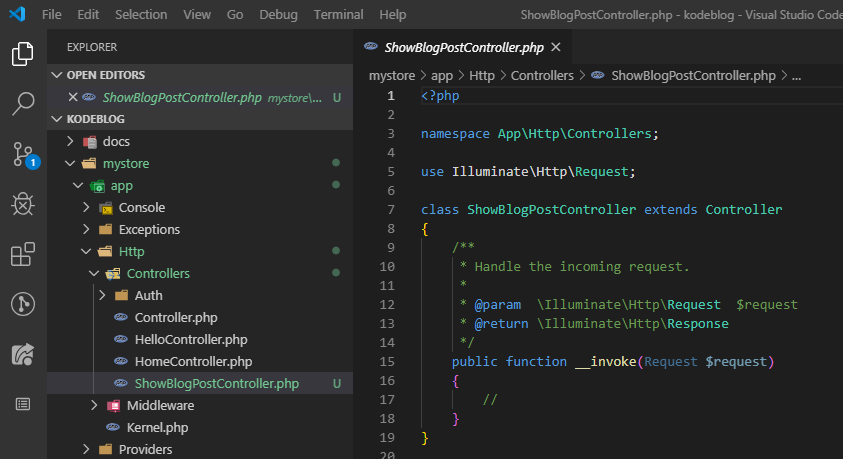 File Edit Selection View Go Debug Terminal Help ShowBlogPostController.php - kodeblog - Visual Studio Code
EXPLORER
OPEN EDITORS
ShowBlogPostController.php mystore\... U
KODEBLOG
docs
mystore
app
Console
Exceptions
Http
Controllers
Auth
Controller.php
HelloController.php
HomeController.php
ShowBlogPostController.php U
Middleware
Kernel.php
Providers
1
ShowBlogPostController.php
mystore > app > Http > Controllers > ShowBlogPostController.php > ...
1 <?php
2
3 namespace App\Http\Controllers;
4
5 use Illuminate\Http\Request;
6
7 class ShowBlogPostController extends Controller
8 {
9 /**
10 * Handle the incoming request.
11 *
12 * @param  \Illuminate\Http\Request  $request
13 * @return \Illuminate\Http\Response
14 */
15 public function __invoke(Request $request)
16 {
17 //
18 }
19 }
20